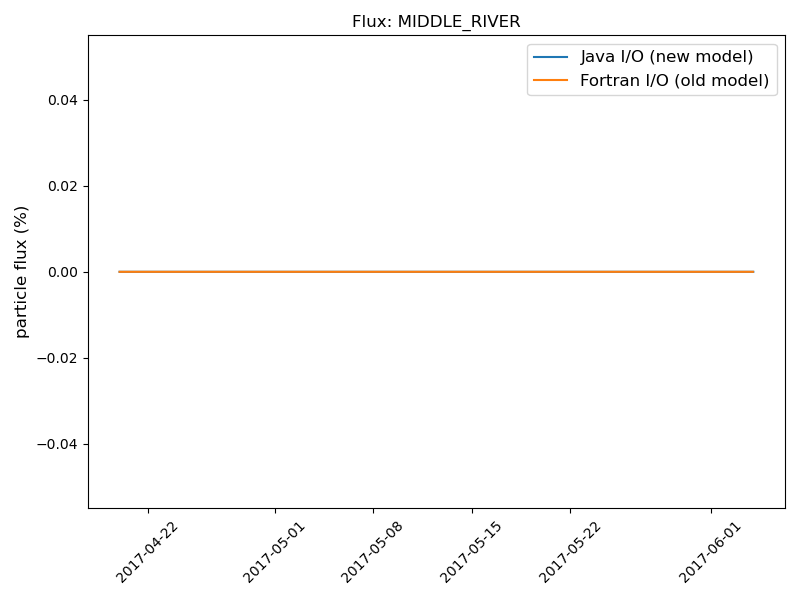 Flux: MIDDLE_RIVER
Java I/O (new model)
Fortran I/O (old model)
particle flux (%)
0.04
0.02
0.00
−0.02
−0.04
2017-04-22
2017-05-01
2017-05-08
2017-05-15
2017-05-22
2017-06-01